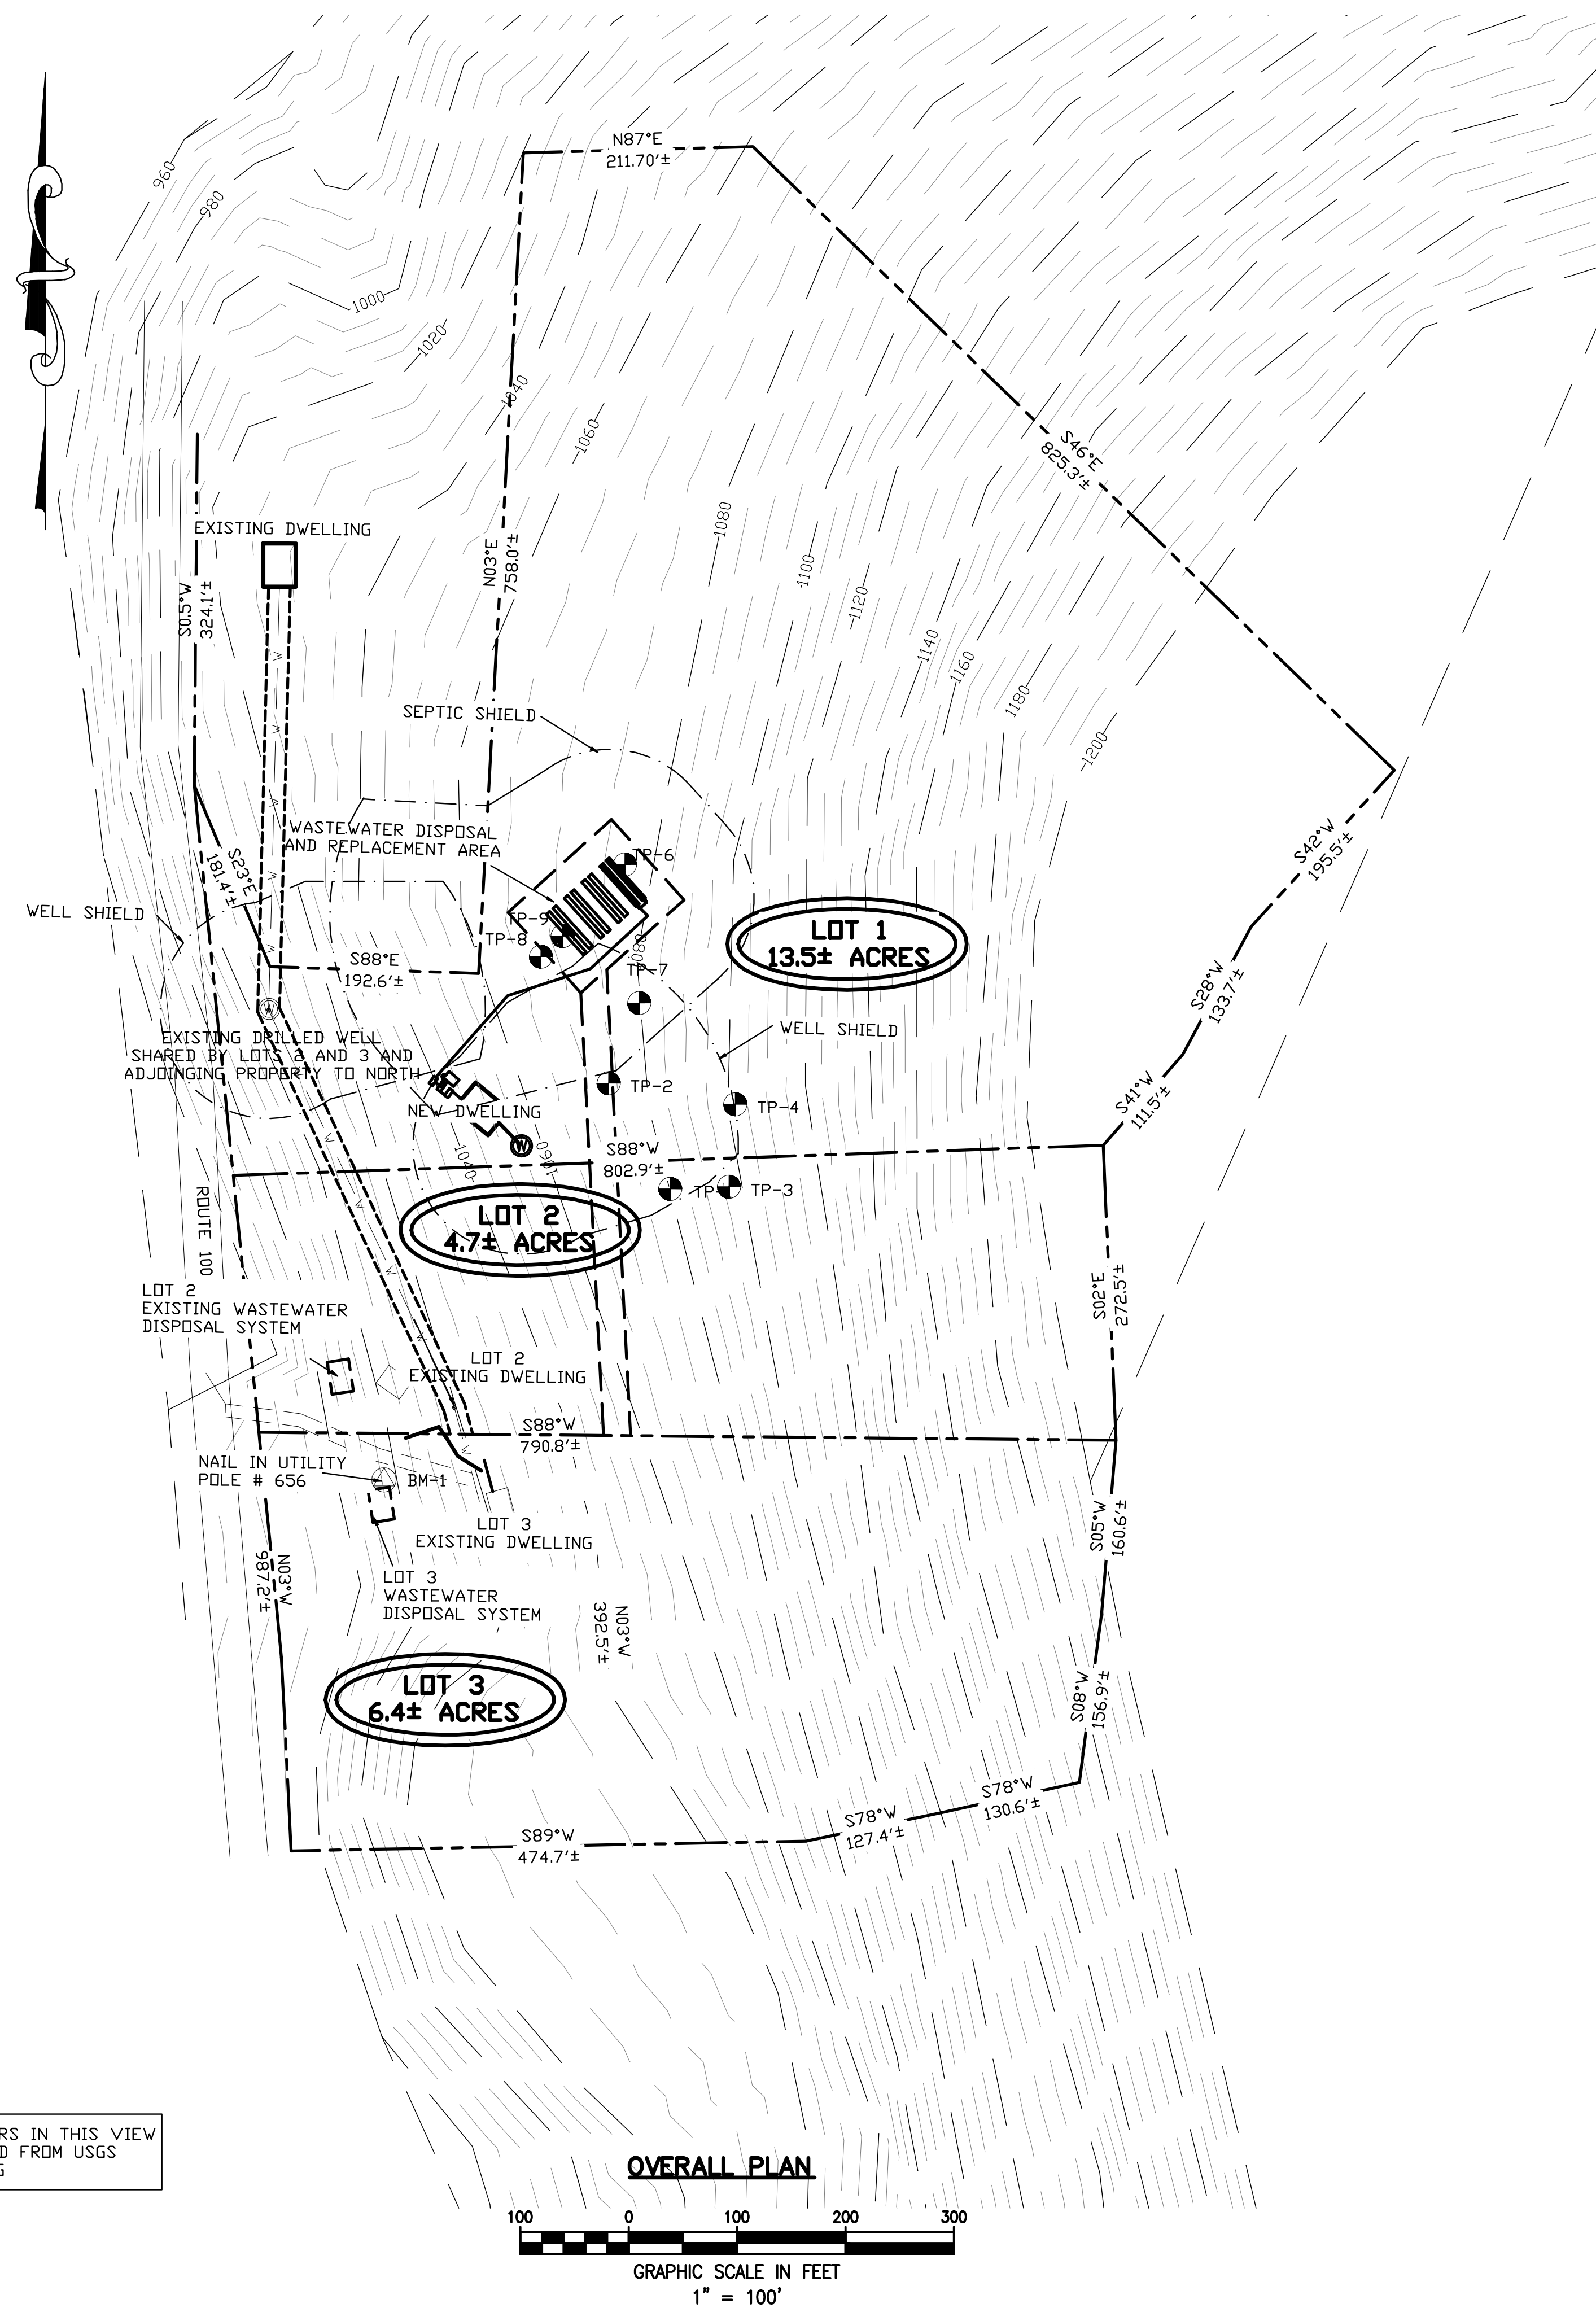 N87°E
211.70'±
960
980
1000
1020
1040
1060
S46°E
825.3'±
EXISTING DWELLING
1080
N03°E
758.0'±
1100
S0.5°W
324.1'±
1120
1140
1160
1180
1200
SEPTIC SHIELD
WASTEWATER DISPOSAL
AND REPLACEMENT AREA
TP-6
S42°W
195.5'±
S23°E
181.4'±
WELL SHIELD
TP-9
TP-8
1080
LOT 1
13.5± ACRES
S88°E
192.6'±
TP-7
S28°W
133.7'±
WELL SHIELD
EXISTING DRILLED WELL
SHARED BY LOTS 2 AND 3 AND
ADJOINGING PROPERTY TO NORTH
W
TP-2
TP-4
NEW DWELLING
S41°W
111.5'±
W
1040
1060
S88°W
802.9'±
TP-
TP-3
ROUTE 100
LOT 2
4.7± ACRES
S02°E
272.5'±
LOT 2
EXISTING WASTEWATER
DISPOSAL SYSTEM
LOT 2
EXISTING DWELLING
S88°W
790.8'±
NAIL IN UTILITY
POLE # 656
BM-1
S05°W
160.6'±
LOT 3
EXISTING DWELLING
N03°W
987.2'±
LOT 3
WASTEWATER
DISPOSAL SYSTEM
N03°W
392.5'±
LOT 3
6.4± ACRES
S08°W
156.9'±
S78°W
130.6'±
S78°W
127.4'±
S89°W
474.7'±
RS IN THIS VIEW
D FROM USGS
G
OVERALL PLAN
100 0 100 200 300
GRAPHIC SCALE IN FEET
1" = 100'